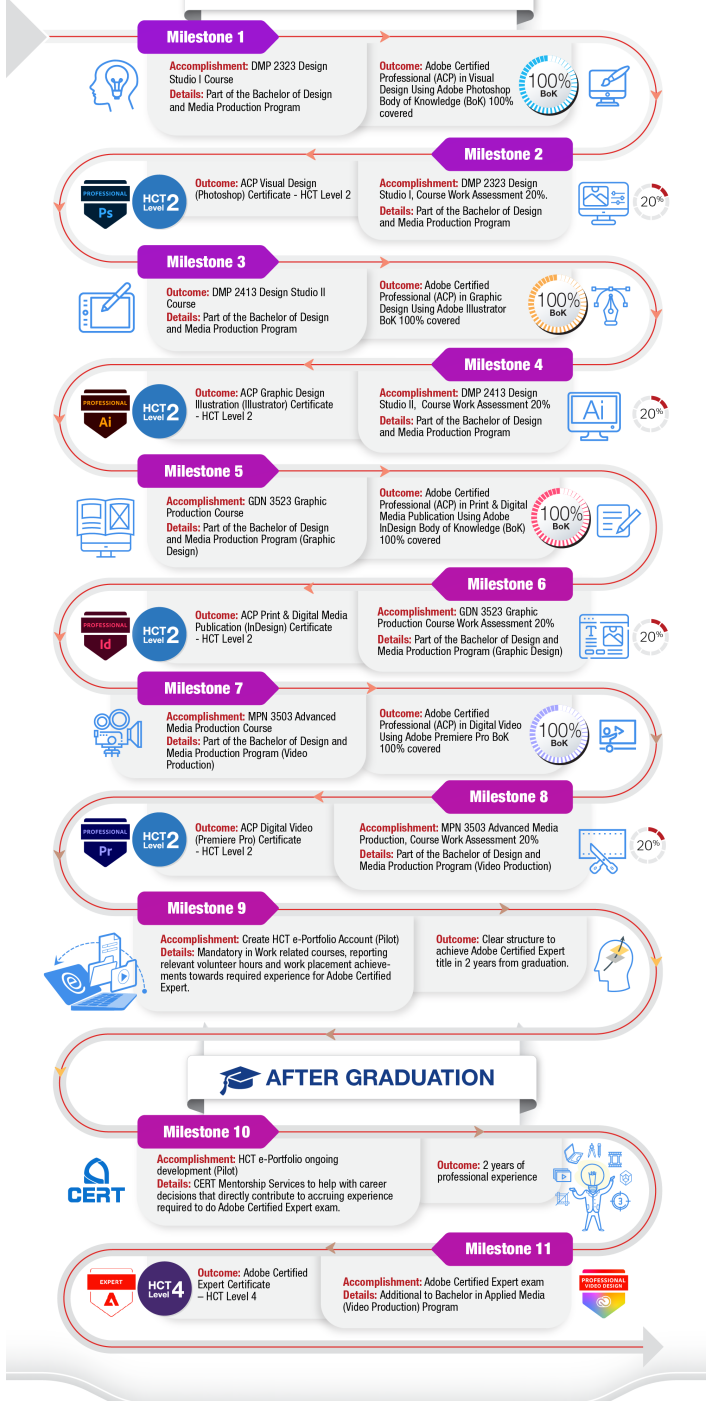 Milestone 1
Accomplishment: DMP 2323 Design
Studio I Course
Details: Part of the Bachelor of Design
and Media Production Program
Outcome: Adobe Certified
Professional (ACP) in Visual
Design Using Adobe Photoshop
Body of Knowledge (BoK) 100%
covered
100%
BoK
Milestone 2
PROFESSIONAL
Ps
HCT
Level 2
Outcome: ACP Visual Design
(Photoshop) Certificate - HCT Level 2
Accomplishment: DMP 2323 Design
Studio I, Course Work Assessment 20%.
Details: Part of the Bachelor of Design
and Media Production Program
20%
Milestone 3
Outcome: DMP 2413 Design Studio II
Course
Details: Part of the Bachelor of Design
and Media Production Program
Outcome: Adobe Certified
Professional (ACP) in Graphic
Design Using Adobe Illustrator
BoK 100% covered
100%
BoK
Milestone 4
PROFESSIONAL
Ai
HCT
Level 2
Outcome: ACP Graphic Design
Illustration (Illustrator) Certificate
- HCT Level 2
Accomplishment: DMP 2413 Design
Studio II,  Course Work Assessment 20%
Details: Part of the Bachelor of Design
and Media Production Program
Ai
20%
Milestone 5
Accomplishment: GDN 3523 Graphic
Production Course
Details: Part of the Bachelor of Design
and Media Production Program (Graphic
Design)
Outcome: Adobe Certified
Professional (ACP) in Print & Digital
Media Publication Using Adobe
InDesign Body of Knowledge (BoK)
100% covered
100%
BoK
Milestone 6
PROFESSIONAL
Id
HCT
Level 2
Outcome: ACP Print & Digital Media
Publication (InDesign) Certificate
- HCT Level 2
Accomplishment: GDN 3523 Graphic
Production Course Work Assessment 20%
Details: Part of the Bachelor of Design and
Media Production Program (Graphic Design)
T
20%
Milestone 7
Accomplishment: MPN 3503 Advanced
Media Production Course
Details: Part of the Bachelor of Design and
Media Production Program (Video
Production)
Outcome: Adobe Certified
Professional (ACP) in Digital Video
Using Adobe Premiere Pro BoK
100% covered
100%
BoK
Milestone 8
PROFESSIONAL
Pr
HCT
Level 2
Outcome: ACP Digital Video
(Premiere Pro) Certificate
- HCT Level 2
Accomplishment: MPN 3503 Advanced Media
Production, Course Work Assessment 20%
Details: Part of the Bachelor of Design and
Media Production Program (Video Production)
20%
Milestone 9
Accomplishment: Create HCT e-Portfolio Account (Pilot)
Details: Mandatory in Work related courses, reporting
relevant volunteer hours and work placement achieve-
ments towards required experience for Adobe Certified
Expert.
Outcome: Clear structure to
achieve Adobe Certified Expert
title in 2 years from graduation.
AFTER GRADUATION
Milestone 10
CERT
Accomplishment: HCT e-Portfolio ongoing
development (Pilot)
Details: CERT Mentorship Services to help with career
decisions that directly contribute to accruing experience
required to do Adobe Certified Expert exam.
Outcome: 2 years of
professional experience
3
Milestone 11
EXPERT
HCT
Level 4
Outcome: Adobe Certified
Expert Certificate
– HCT Level 4
Accomplishment: Adobe Certified Expert exam
Details: Additional to Bachelor in Applied Media
(Video Production) Program
PROFESSIONAL
VIDEO DESIGN